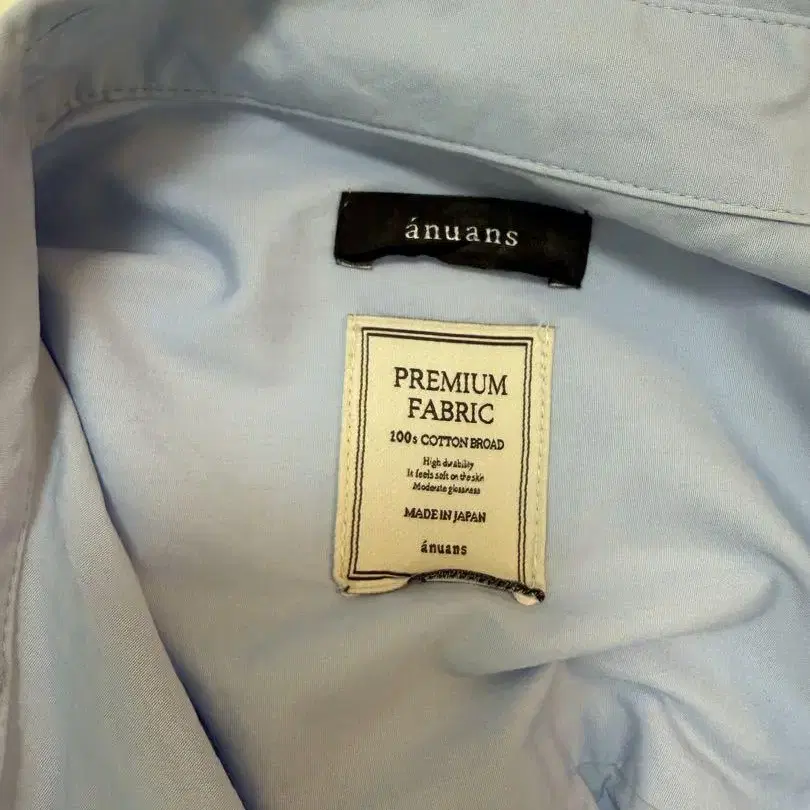 ánuans
PREMIUM
FABRIC
100s COTTON BROAD
High durability
It feels soft on the skin
Moderate glossiness
MADE IN JAPAN
ánuans